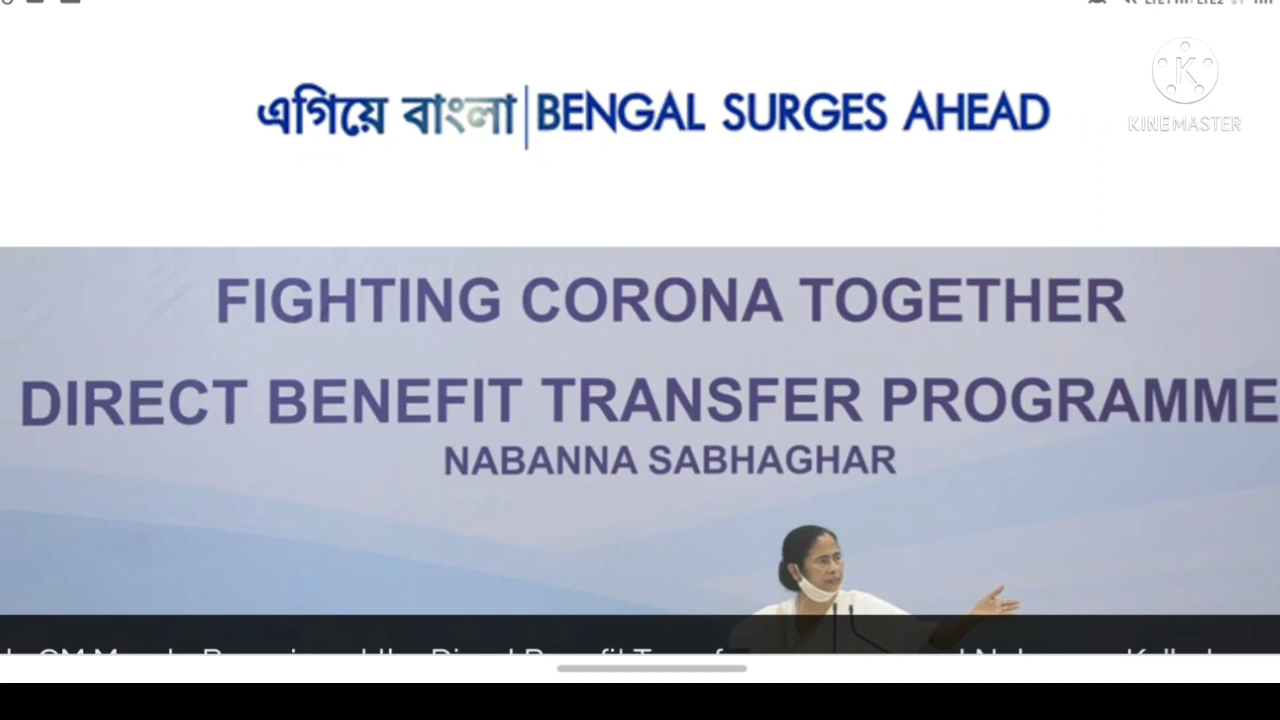 এগিয়ে বাংলা | BENGAL SURGES AHEAD
KINEMASTER
FIGHTING CORONA TOGETHER
DIRECT BENEFIT TRANSFER PROGRAMME
NABANNA SABHAGHAR